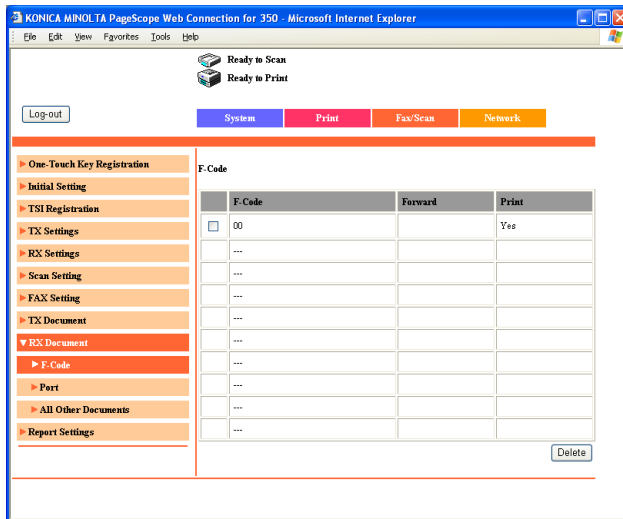 KONICA MINOLTA PageScope Web Connection for 350 - Microsoft Internet Explorer
File Edit View Favorites Tools Help
Ready to Scan
Ready to Print
Log-out
System Print Fax/Scan Network
One-Touch Key Registration
Initial Setting
TSI Registration
TX Settings
RX Settings
Scan Setting
FAX Setting
TX Document
RX Document
F-Code
Port
All Other Documents
Report Settings
F-Code
F-Code Forward Print
00 Yes
---
---
---
---
---
---
---
---
---
Delete